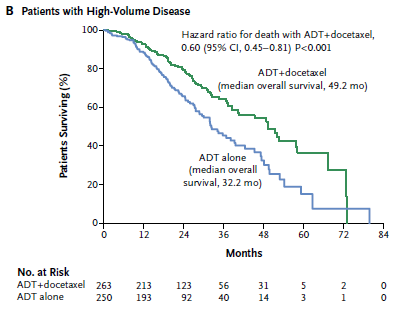 B Patients with High-Volume Disease
Hazard ratio for death with ADT+docetaxel,
0.60 (95% CI, 0.45–0.81) P<0.001
ADT+docetaxel
(median overall survival, 49.2 mo)
ADT alone
(median overall
survival, 32.2 mo)
Patients Surviving (%)
100
80
60
40
20
0
0 12 24 36 48 60 72 84
Months
No. at Risk
ADT+docetaxel 263 213 123 56 31 5 2 0
ADT alone 250 193 92 40 14 3 1 0